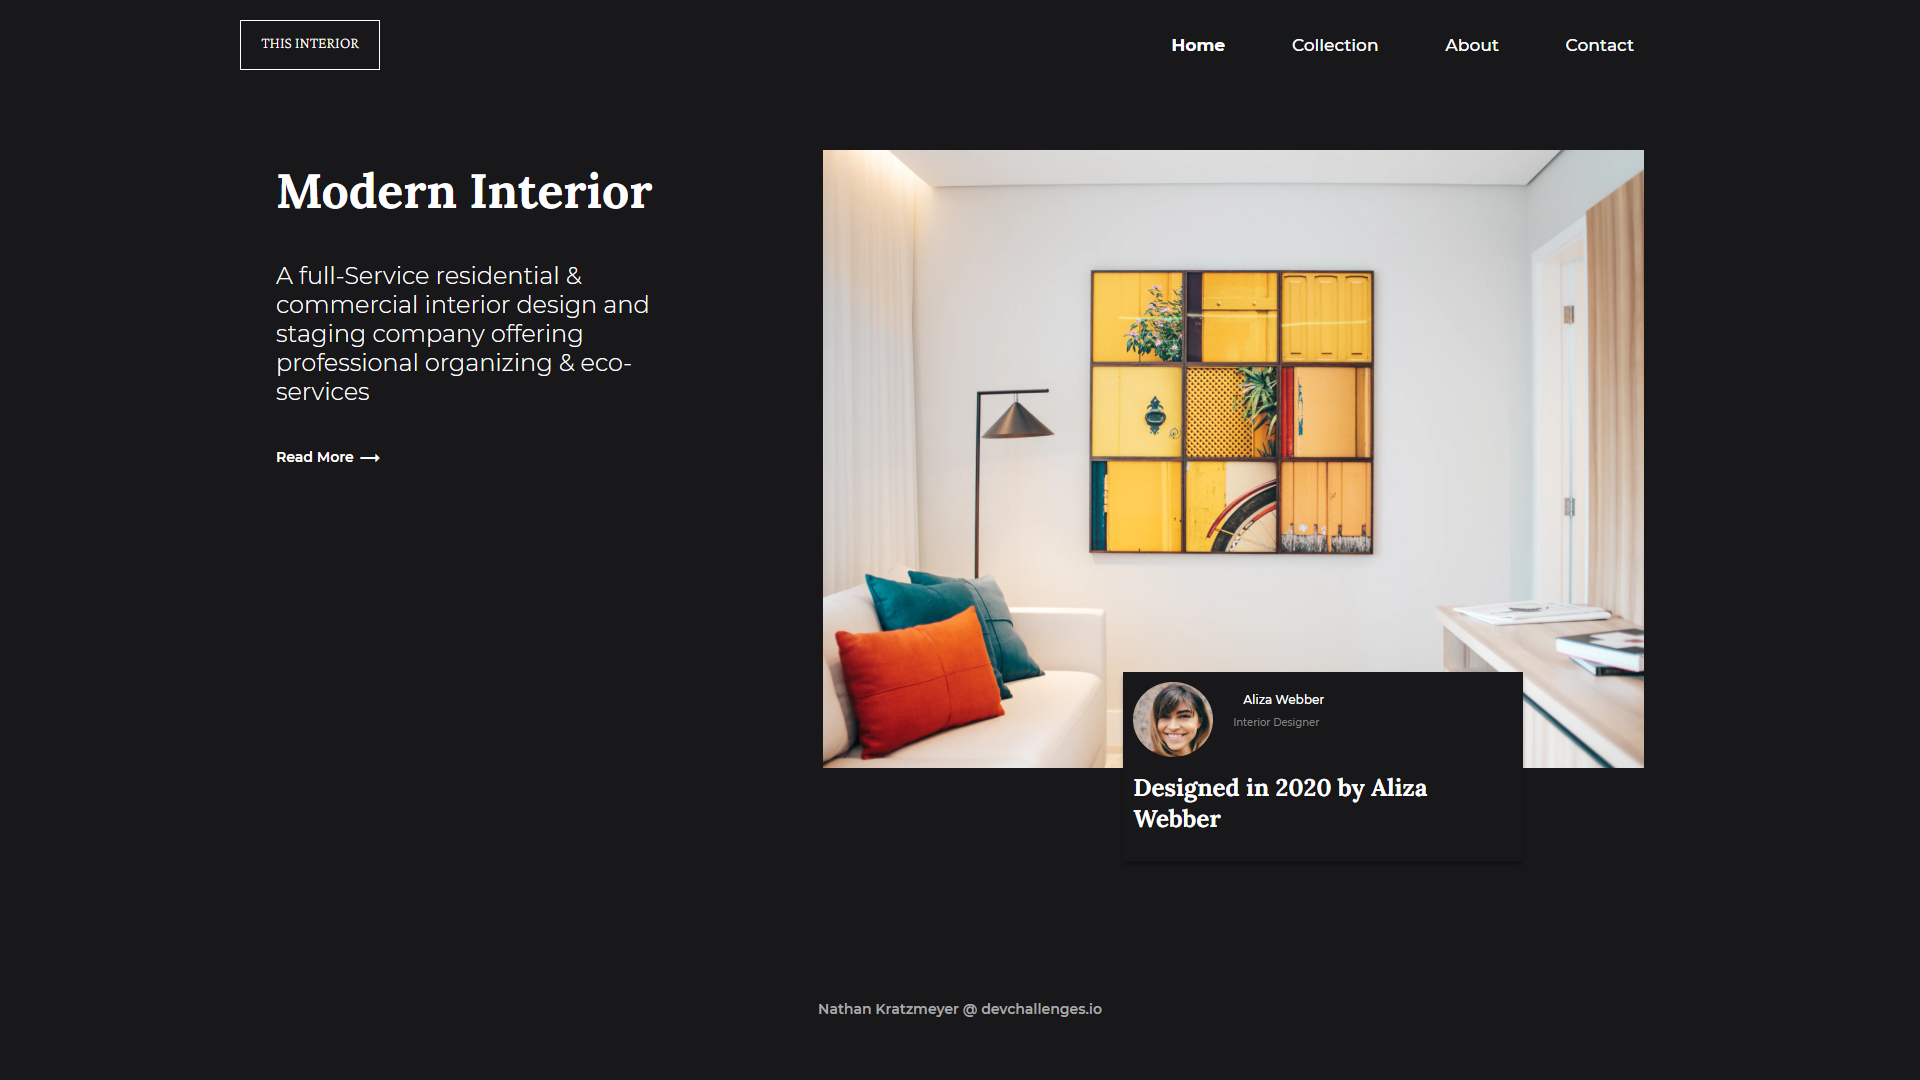 THIS INTERIOR
Home
Collection
About
Contact
Modern Interior
A full-Service residential &
commercial interior design and
staging company offering
professional organizing & eco-
services
Read More ⟶
Aliza Webber
Interior Designer
Designed in 2020 by Aliza
Webber
Nathan Kratzmeyer @ devchallenges.io